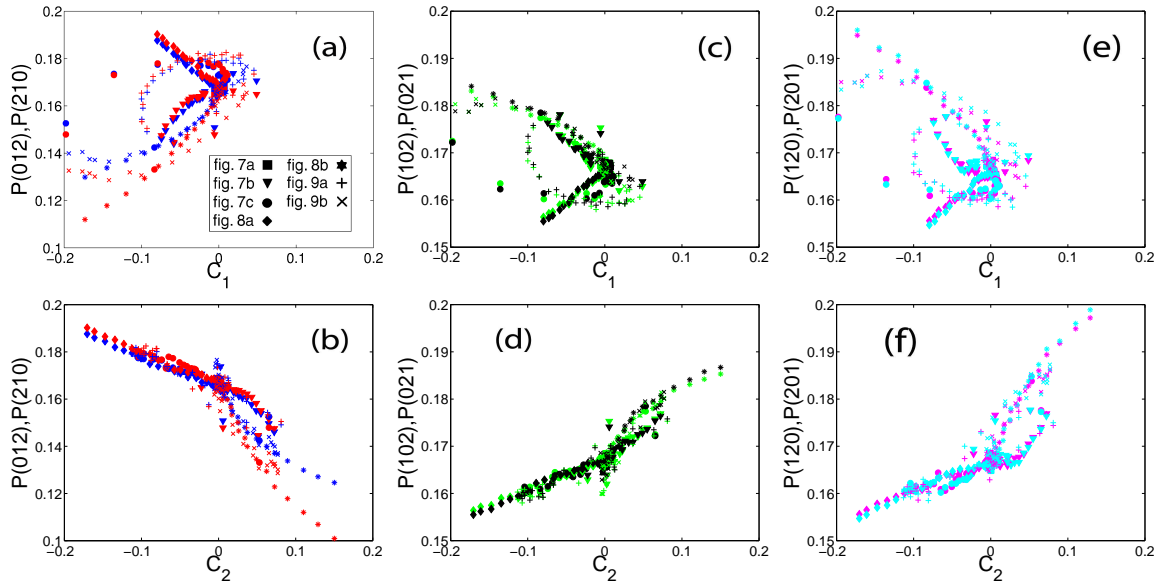 (a)
P(012),P(210)
0.2
0.18
0.16
0.14
0.12
0.1
−0.2 −0.1 0 0.1 0.2
C1
fig. 7a
fig. 7b
fig. 7c
fig. 8a
fig. 8b
fig. 9a
fig. 9b
(c)
P(102),P(021)
0.2
0.19
0.18
0.17
0.16
0.15
−0.2 −0.1 0 0.1 0.2
C1
(e)
P(120),P(201)
0.2
0.19
0.18
0.17
0.16
0.15
−0.2 −0.1 0 0.1 0.2
C1
(b)
P(012),P(210)
0.2
0.18
0.16
0.14
0.12
0.1
−0.2 −0.1 0 0.1 0.2
C2
(d)
P(102),P(021)
0.2
0.19
0.18
0.17
0.16
0.15
−0.2 −0.1 0 0.1 0.2
C2
(f)
P(120),P(201)
0.2
0.19
0.18
0.17
0.16
0.15
−0.2 −0.1 0 0.1 0.2
C2